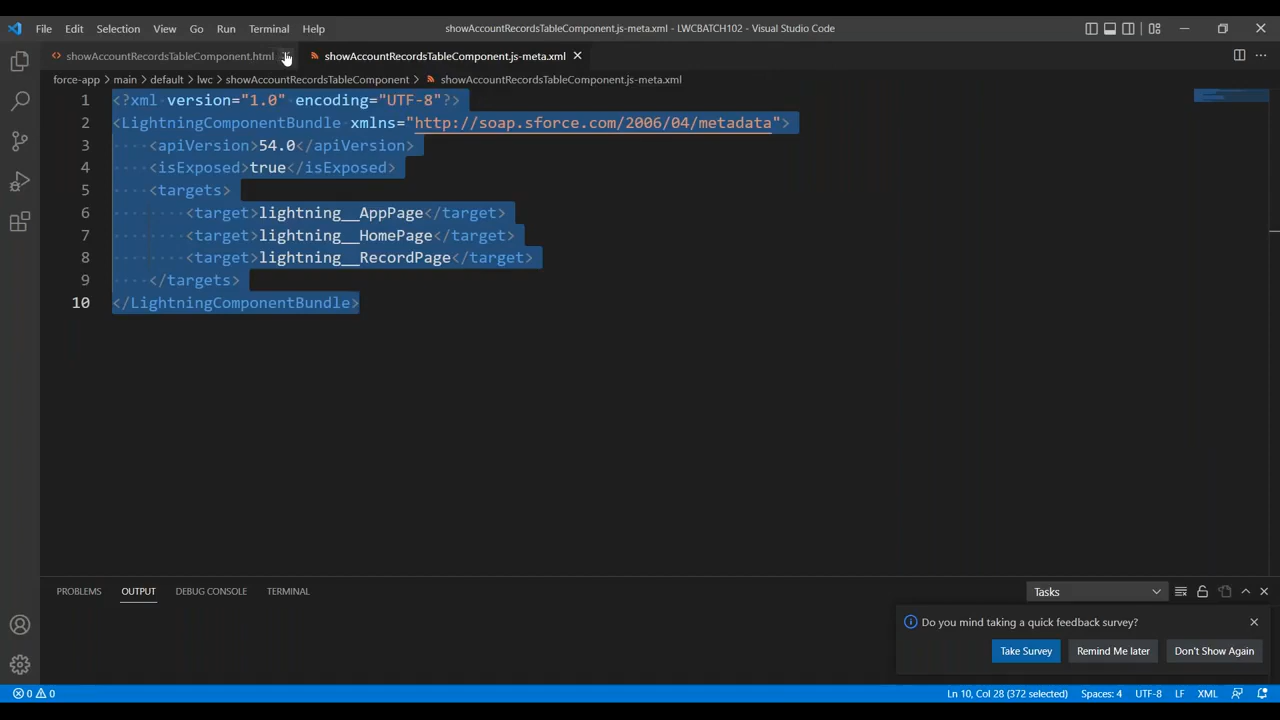 File Edit Selection View Go Run Terminal Help showAccountRecordsTableComponent.js-meta.xml - LWCBATCH102 - Visual Studio Code
showAccountRecordsTableComponent.html showAccountRecordsTableComponent.js-meta.xml
force-app > main > default > lwc > showAccountRecordsTableComponent > showAccountRecordsTableComponent.js-meta.xml
1 <?xml version="1.0" encoding="UTF-8"?>
2 <LightningComponentBundle xmlns="http://soap.sforce.com/2006/04/metadata">
3 <apiVersion>54.0</apiVersion>
4 <isExposed>true</isExposed>
5 <targets>
6 <target>lightning__AppPage</target>
7 <target>lightning__HomePage</target>
8 <target>lightning__RecordPage</target>
9 </targets>
10 </LightningComponentBundle>
PROBLEMS OUTPUT DEBUG CONSOLE TERMINAL Tasks
Do you mind taking a quick feedback survey?
Take Survey Remind Me later Don't Show Again
0 0 Ln 10, Col 28 (372 selected) Spaces: 4 UTF-8 LF XML